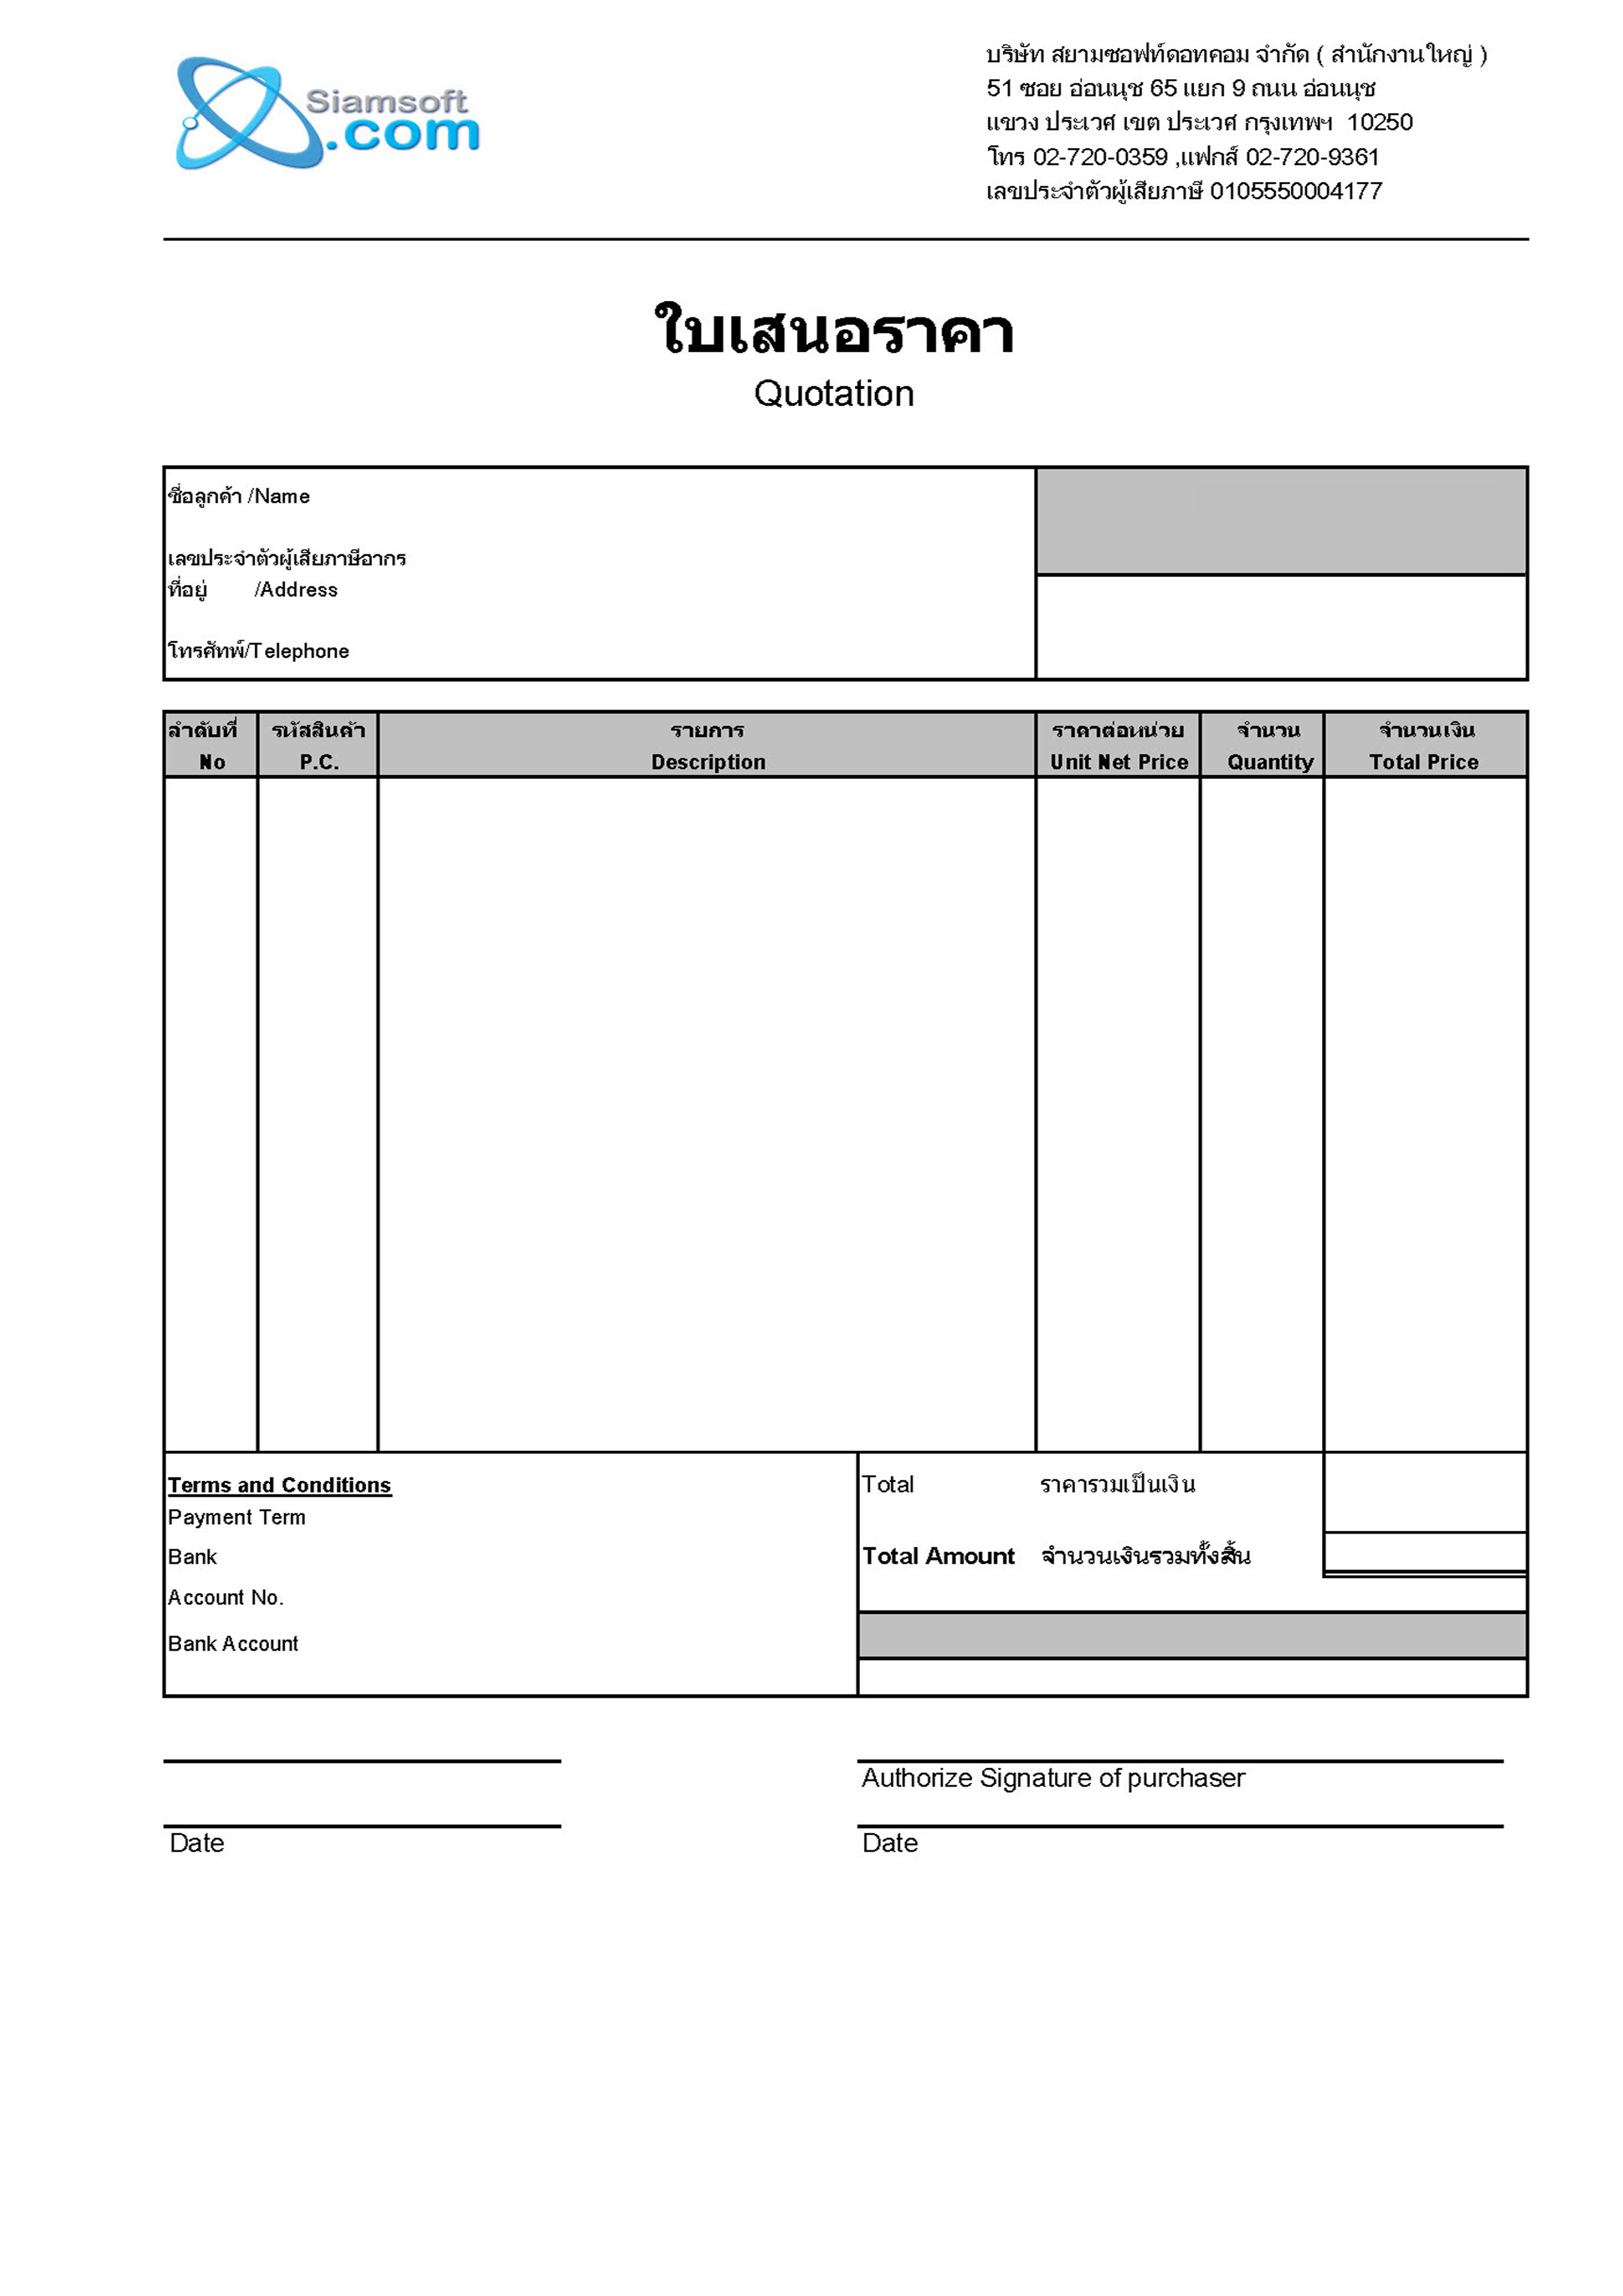 Siamsoft
.com
บริษัท สยามซอฟท์ดอทคอม จำกัด ( สำนักงานใหญ่ )
51 ซอย อ่อนนุช 65 แยก 9 ถนน อ่อนนุช
แขวง ประเวศ เขต ประเวศ กรุงเทพฯ 10250
โทร 02-720-0359 ,แฟกส์ 02-720-9361
เลขประจำตัวผู้เสียภาษี 0105550004177
ใบเสนอราคา
Quotation
ชื่อลูกค้า /Name
เลขประจำตัวผู้เสียภาษีอากร
ที่อยู่ /Address
โทรศัทพ์/Telephone
ลำดับที่ รหัสสินค้า รายการ ราคาต่อหน่วย จำนวน จำนวนเงิน
No P.C. Description Unit Net Price Quantity Total Price
Terms and Conditions
Payment Term
Bank
Account No.
Bank Account
Total ราคารวมเป็นเงิน
Total Amount จำนวนเงินรวมทั้งสิ้น
Authorize Signature of purchaser
Date
Date